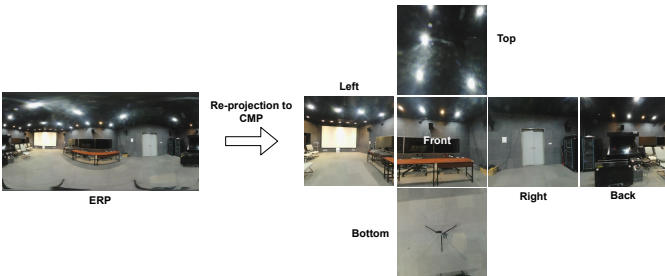 Top
Left
Re-projection to
CMP
Front
ERP
Right
Back
Bottom